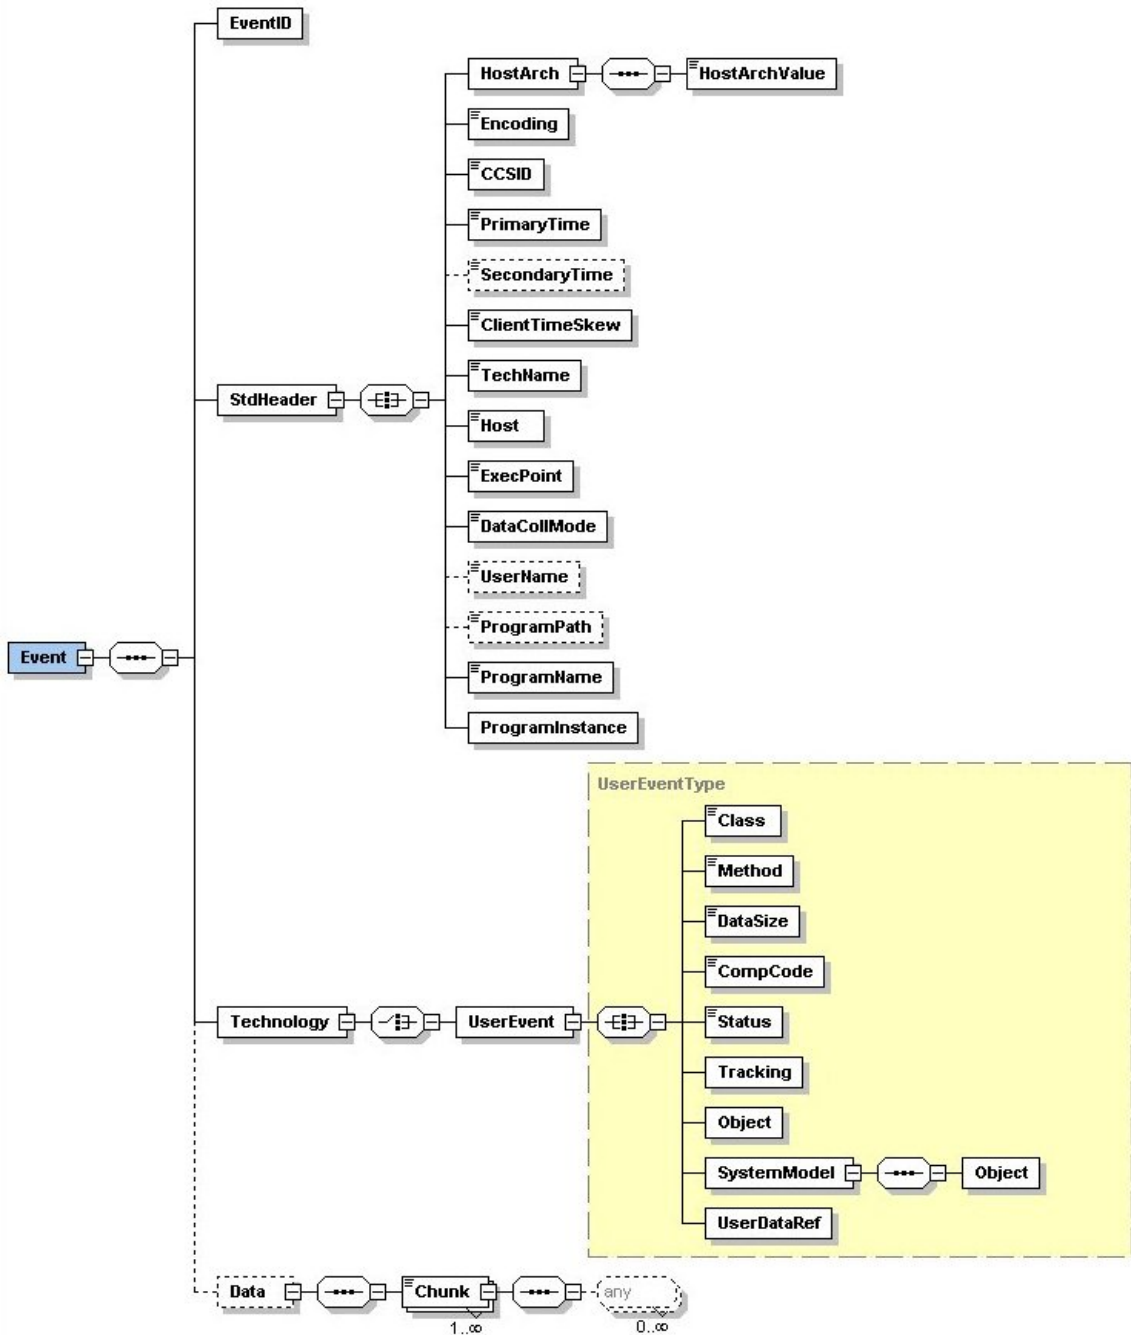 EventID
HostArch
HostArchValue
Encoding
CCSID
PrimaryTime
SecondaryTime
ClientTimeSkew
TechName
StdHeader
Host
ExecPoint
DataCollMode
UserName
ProgramPath
Event
ProgramName
ProgramInstance
UserEventType
Class
Method
DataSize
CompCode
Technology
UserEvent
Status
Tracking
Object
SystemModel
Object
UserDataRef
Data
Chunk
any
1..∞
0..∞